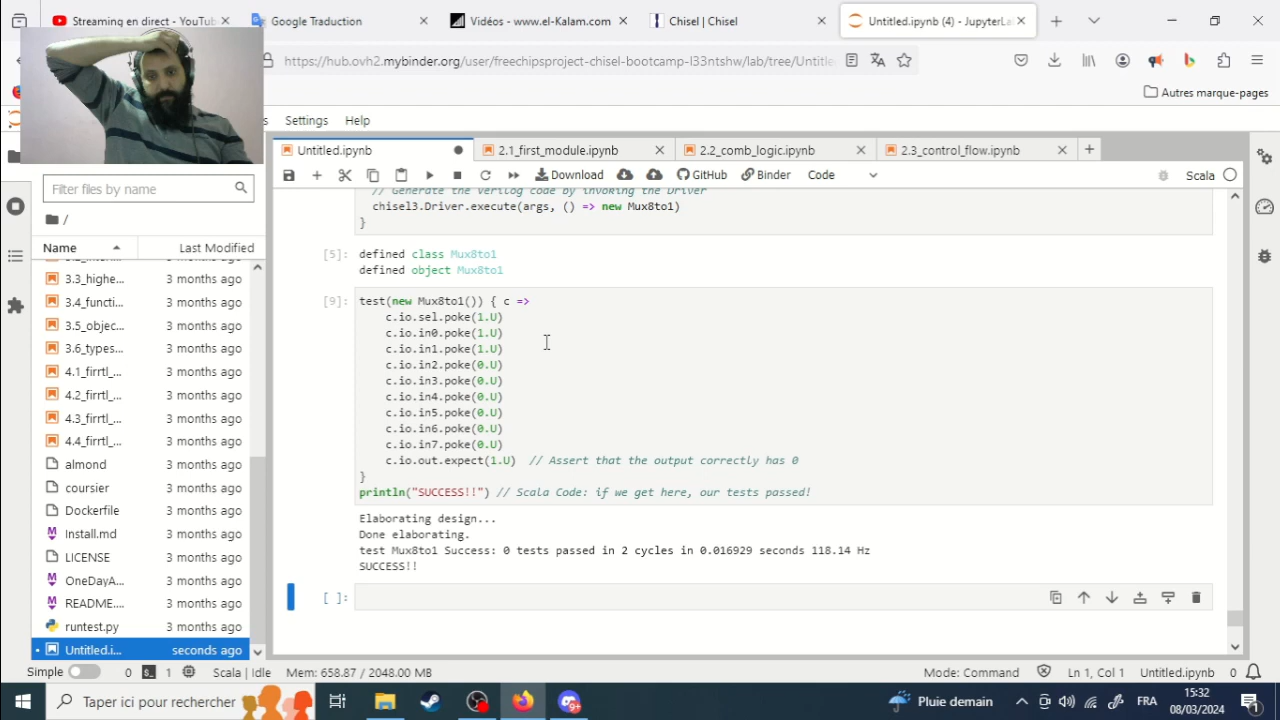 Streaming en direct - YouTub
Google Traduction
Vidéos - www.el-Kalam.com
Chisel | Chisel
Untitled.ipynb (4) - JupyterLa
https://hub.ovh2.mybinder.org/user/freechipsproject-chisel-bootcamp-l33ntshw/lab/tree/Untitle
Autres marque-pages
s Settings Help
Untitled.ipynb
2.1_first_module.ipynb
2.2_comb_logic.ipynb
2.3_control_flow.ipynb
Download GitHub Binder Code Scala
Filter files by name
/
Name Last Modified
3.3_highe... 3 months ago
3.4_functi... 3 months ago
3.5_objec... 3 months ago
3.6_types... 3 months ago
4.1_firrtl_... 3 months ago
4.2_firrtl_... 3 months ago
4.3_firrtl_... 3 months ago
4.4_firrtl_... 3 months ago
almond 3 months ago
coursier 3 months ago
Dockerfile 3 months ago
Install.md 3 months ago
LICENSE 3 months ago
OneDayA... 3 months ago
README.... 3 months ago
runtest.py 3 months ago
Untitled.i... seconds ago
// Generate the Verilog code by invoking the Driver
chisel3.Driver.execute(args, () => new Mux8to1)
}
[5]: defined class Mux8to1
defined object Mux8to1
[9]: test(new Mux8to1()) { c =>
c.io.sel.poke(1.U)
c.io.in0.poke(1.U)
c.io.in1.poke(1.U)
c.io.in2.poke(0.U)
c.io.in3.poke(0.U)
c.io.in4.poke(0.U)
c.io.in5.poke(0.U)
c.io.in6.poke(0.U)
c.io.in7.poke(0.U)
c.io.out.expect(1.U) // Assert that the output correctly has 0
}
println("SUCCESS!!") // Scala Code: if we get here, our tests passed!
Elaborating design...
Done elaborating.
test Mux8to1 Success: 0 tests passed in 2 cycles in 0.016929 seconds 118.14 Hz
SUCCESS!!
[ ]:
Simple 0 1 Scala | Idle Mem: 658.87 / 2048.00 MB Mode: Command Ln 1, Col 1 Untitled.ipynb 0
Taper ici pour rechercher
9+
Pluie demain
FRA
15:32
08/03/2024
1